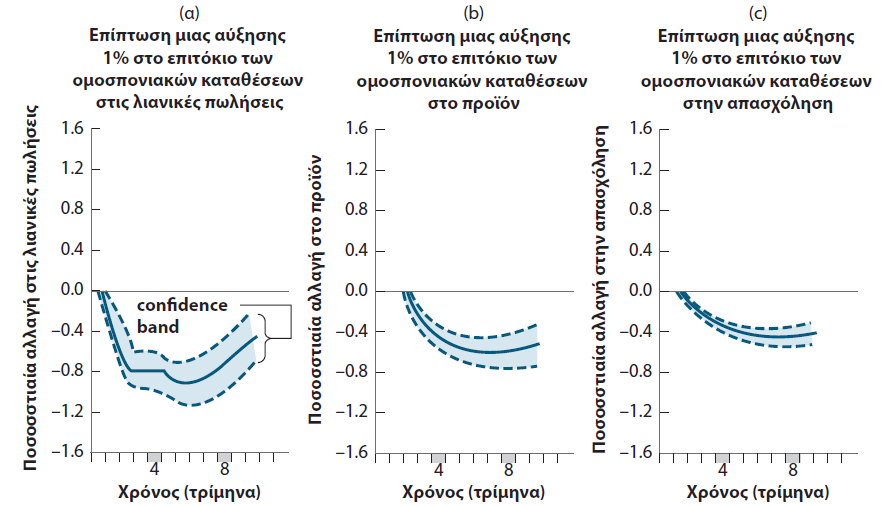 (α)
Επίπτωση μιας αύξησης
1% στο επιτόκιο των
ομοσπονιακών καταθέσεων
στις λιανικές πωλήσεις
Ποσοσστιαία αλλαγή στις λιανικές πωλήσεις
1.6
1.2
0.8
0.4
0.0
–0.4
–0.8
–1.2
–1.6
confidence
band
4
8
Χρόνος (τρίμηνα)
(b)
Επίπτωση μιας αύξησης
1% στο επιτόκιο των
ομοσπονιακών καταθέσεων
στο προϊόν
Ποσοσστιαία αλλαγή στο προϊόν
1.6
1.2
0.8
0.4
0.0
–0.4
–0.8
–1.2
–1.6
4
8
Χρόνος (τρίμηνα)
(c)
Επίπτωση μιας αύξησης
1% στο επιτόκιο των
ομοσπονιακών καταθέσεων
στην απασχόληση
Ποσοσστιαία αλλαγή στην απασχόληση
1.6
1.2
0.8
0.4
0.0
–0.4
–0.8
–1.2
–1.6
4
8
Χρόνος (τρίμηνα)